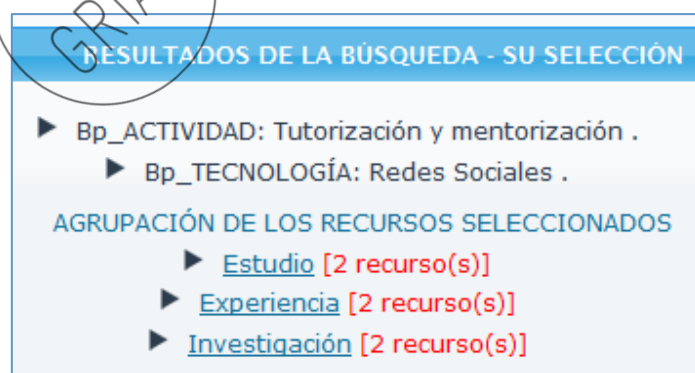 GRIA
RESULTADOS DE LA BÚSQUEDA - SU SELECCIÓN
Bp_ACTIVIDAD: Tutorización y mentorización .
Bp_TECNOLOGÍA: Redes Sociales .
AGRUPACIÓN DE LOS RECURSOS SELECCIONADOS
Estudio [2 recurso(s)]
Experiencia [2 recurso(s)]
Investigación [2 recurso(s)]